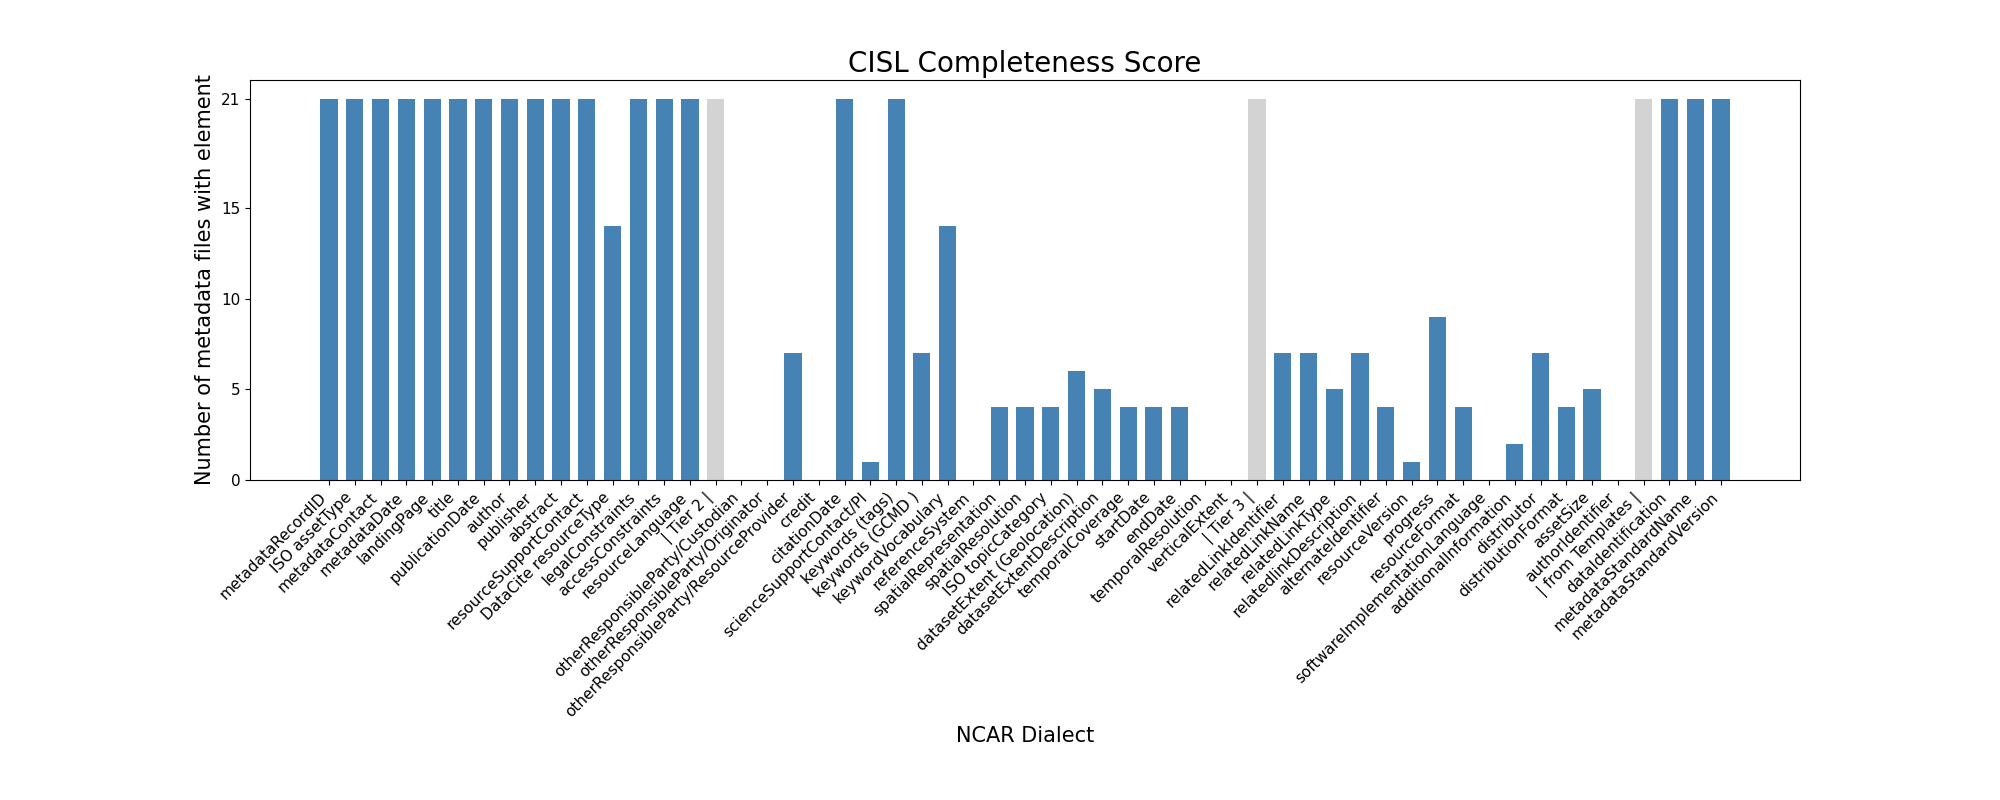 CISL Completeness Score
Number of metadata files with element
21
15
10
5
0
metadataRecordID
ISO assetType
metadataContact
metadataDate
landingPage
title
publicationDate
author
publisher
abstract
resourceSupportContact
DataCite resourceType
legalConstraints
accessConstraints
resourceLanguage
| Tier 2 |
otherResponsibleParty/Custodian
otherResponsibleParty/Originator
otherResponsibleParty/ResourceProvider
credit
citationDate
scienceSupportContact/PI
keywords (tags)
keywords (GCMD )
keywordVocabulary
referenceSystem
spatialRepresentation
spatialResolution
ISO topicCategory
datasetExtent (Geolocation)
datasetExtentDescription
temporalCoverage
startDate
endDate
temporalResolution
verticalExtent
| Tier 3 |
relatedLinkIdentifier
relatedLinkName
relatedLinkType
relatedlinkDescription
alternateIdentifier
resourceVersion
progress
resourceFormat
softwareImplementationLanguage
additionalInformation
distributor
distributionFormat
assetSize
authorIdentifier
| from Templates |
dataIdentification
metadataStandardName
metadataStandardVersion
NCAR Dialect